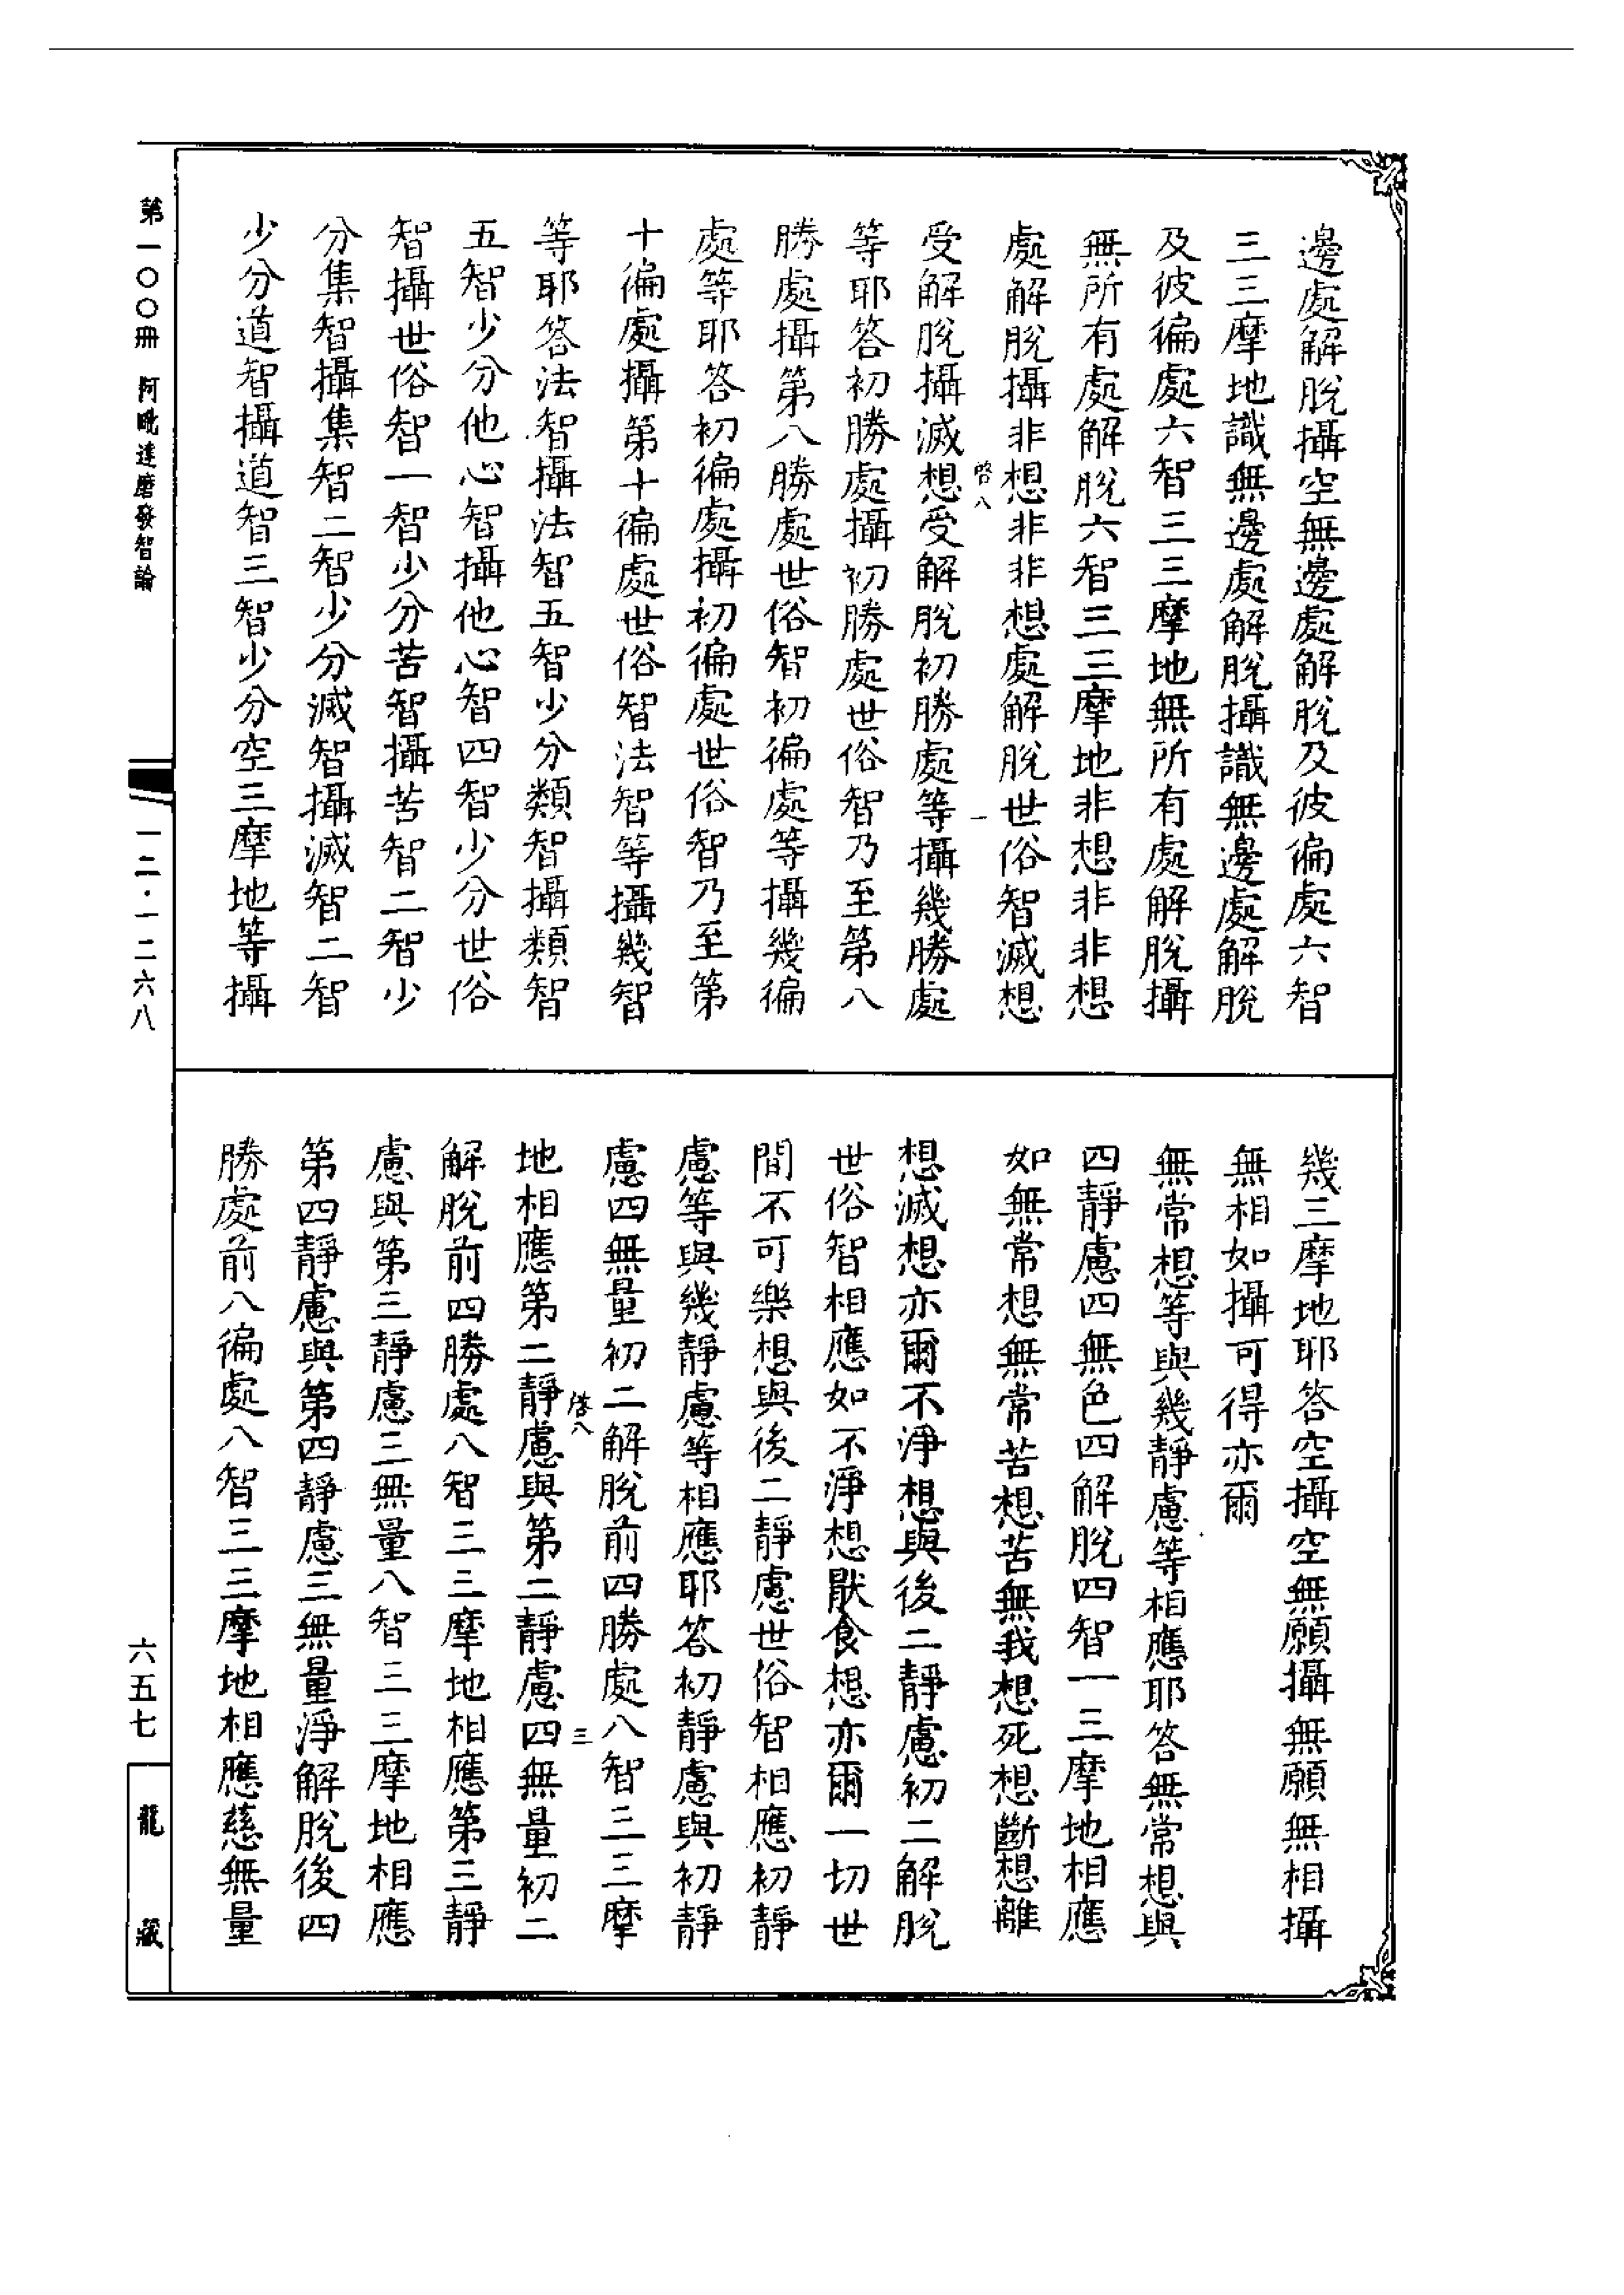 邊處解脫攝空無邊處解脫及彼徧處六智
三三摩地識無邊處解脫攝識無邊處解脫
及彼徧處六智三三摩地無所有處解脫攝
無所有處解脫六智三三摩地非想非非想
處解脫攝非想非非想處解脫世俗智滅想
啓八
一
受解脫攝滅想受解脫初勝處等攝幾勝處
等耶答初勝處攝初勝處世俗智乃至第八
勝處攝第八勝處世俗智初徧處等攝幾徧
處等耶答初徧處攝初徧處世俗智乃至第
十徧處攝第十徧處世俗智法智等攝幾智
等耶答法智攝法智五智少分類智攝類智
五智少分他心智攝他心智四智少分世俗
智攝世俗智一智少分苦智攝苦智二智少
分集智攝集智二智少分滅智攝滅智二智
少分道智攝道智三智少分空三摩地等攝
幾三摩地耶答空攝空無願攝無願無相攝
無相如攝可得亦爾
無常想等與幾靜慮等相應耶答無常想與
四靜慮四無色四解脫四智一三摩地相應
如無常想無常苦想苦無我想死想斷想離
想滅想亦爾不淨想與後二靜慮初二解脫
世俗智相應如不淨想厭食想亦爾一切世
間不可樂想與後二靜慮世俗智相應初靜
慮等與幾靜慮等相應耶答初靜慮與初靜
慮四無量初二解脫前四勝處八智三三摩
啓八
三
地相應第二靜慮與第二靜慮四無量初二
解脫前四勝處八智三三摩地相應第三靜
慮與第三靜慮三無量八智三三摩地相應
第四靜慮與第四靜慮三無量淨解脫後四
勝處前八徧處八智三三摩地相應慈無量
第一〇〇冊 阿毗達磨發智論
一二·一二六八
六五七
龍藏